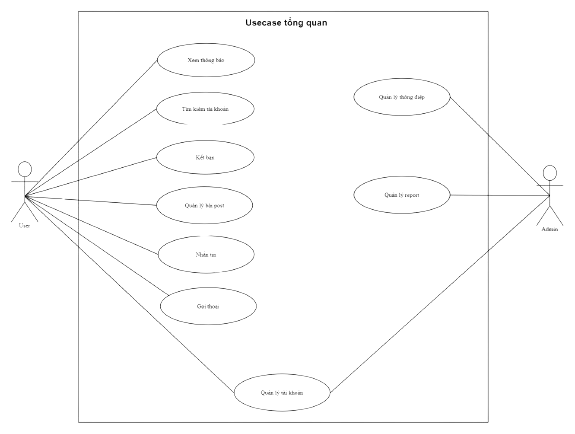 Usecase tổng quan
Xem thông báo
Tìm kiếm tài khoản
Kết bạn
Quản lý bài post
Nhắn tin
Gọi thoại
Quản lý tài khoản
Quản lý thông điệp
Quản lý report
User
Admin